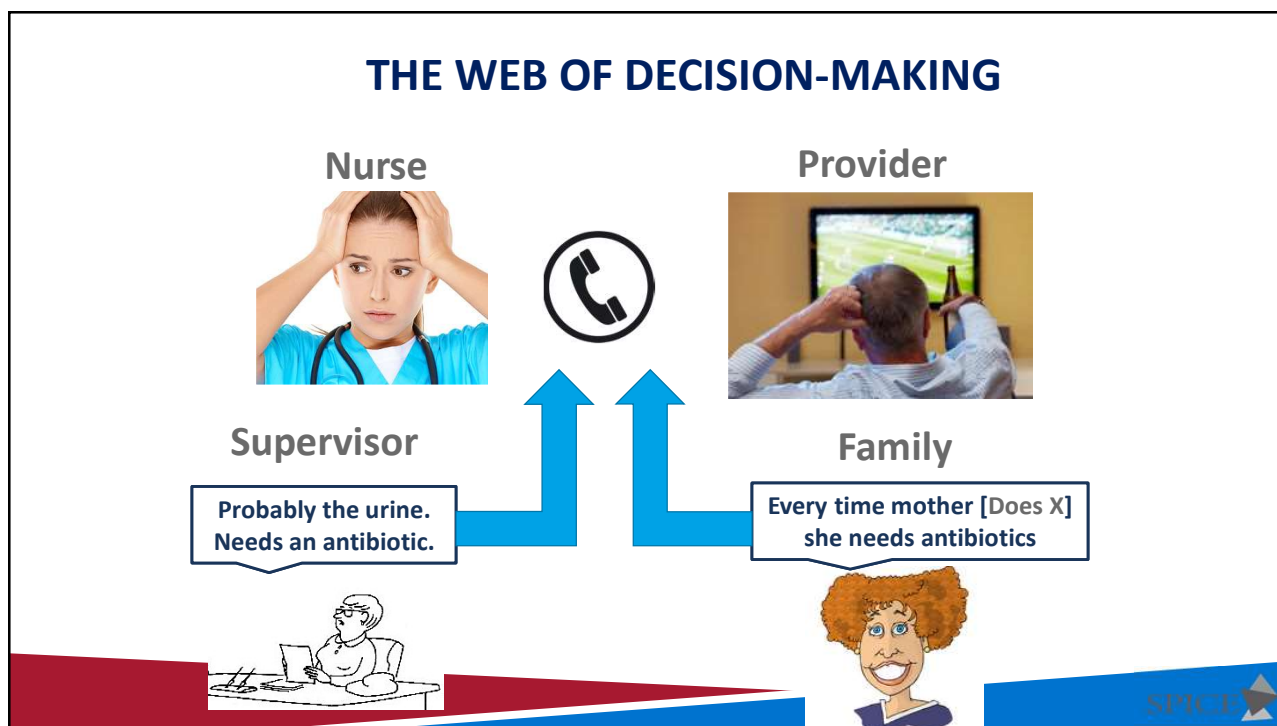 THE WEB OF DECISION-MAKING
Nurse
Provider
Supervisor
Family
Probably the urine.
Needs an antibiotic.
Every time mother [Does X]
she needs antibiotics
SPICE